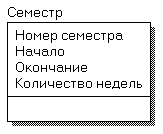 Семестр
Номер семестра
Начало
Окончание
Количество недель